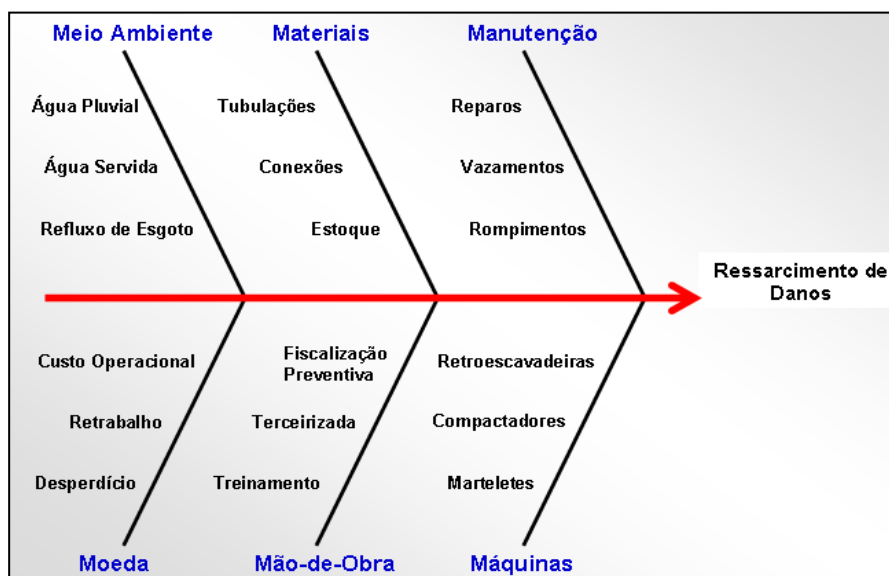 Meio Ambiente
Materiais
Manutenção
Água Pluvial
Tubulações
Reparos
Água Servida
Conexões
Vazamentos
Refluxo de Esgoto
Estoque
Rompimentos
Ressarcimento de
Danos
Custo Operacional
Fiscalização
Preventiva
Retroescavadeiras
Retrabalho
Terceirizada
Compactadores
Desperdício
Treinamento
Marteletes
Moeda
Mão-de-Obra
Máquinas